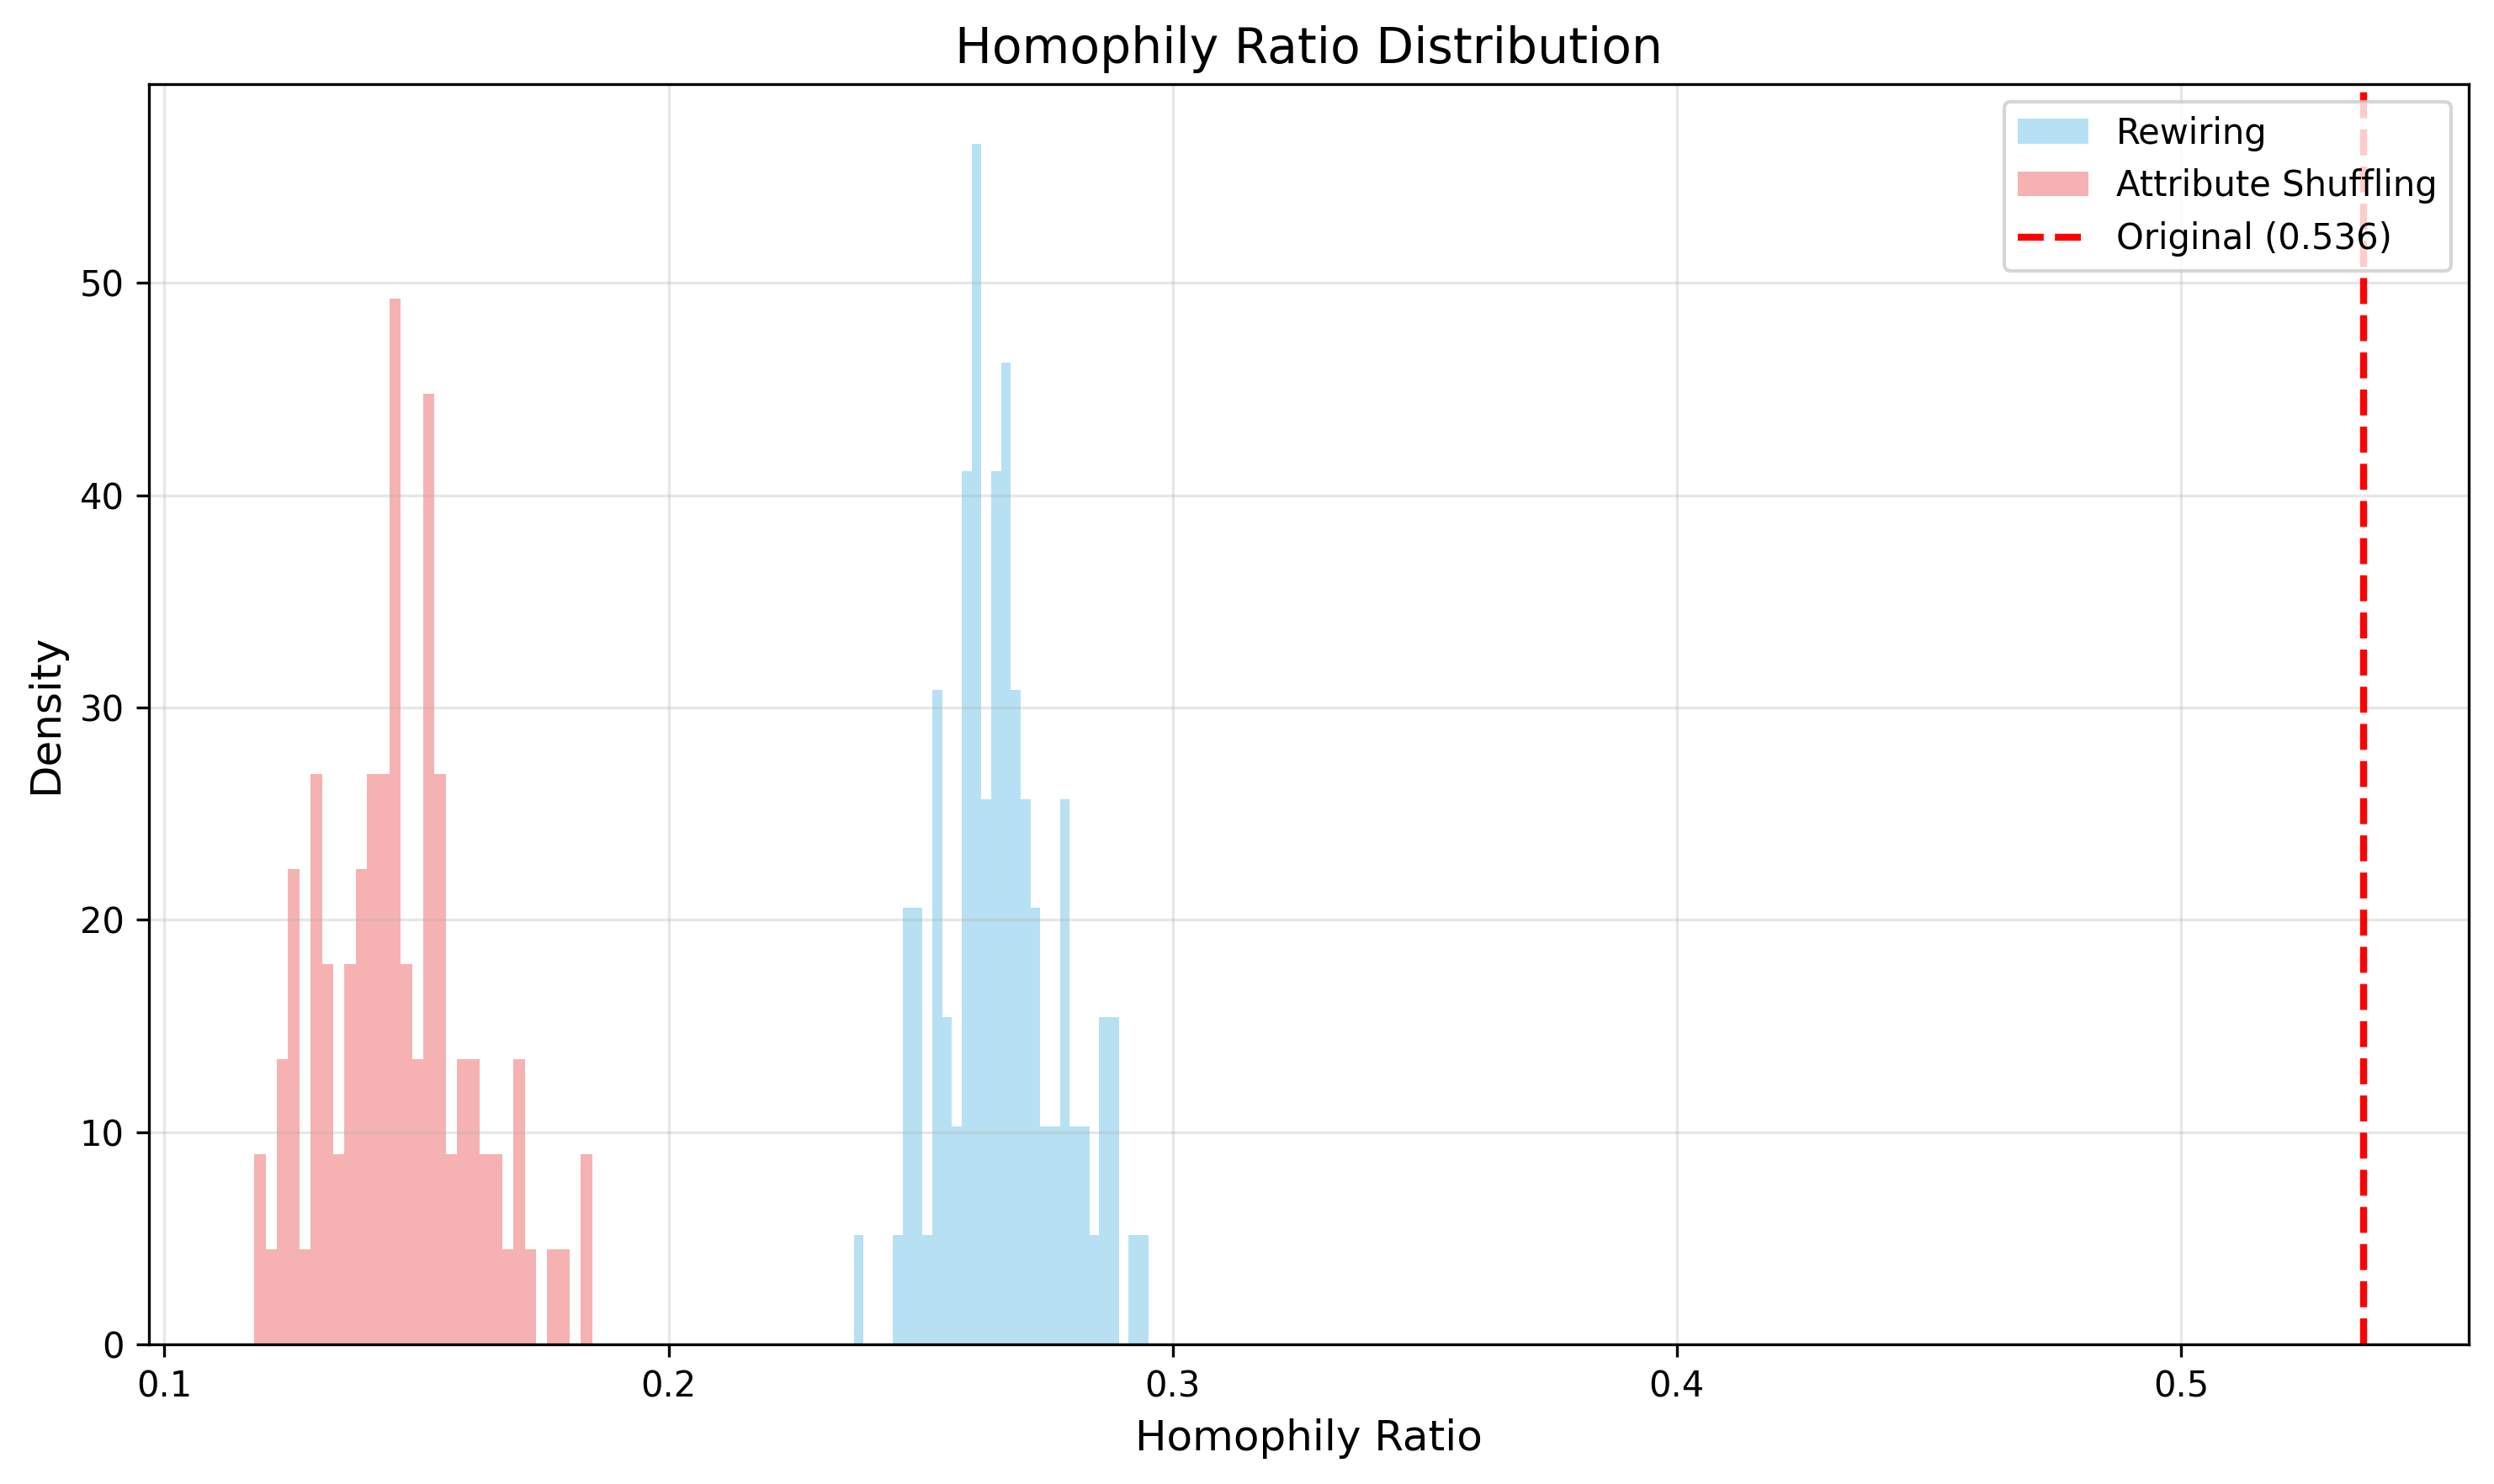 Homophily Ratio Distribution
Rewiring
Attribute Shuffling
Original (0.536)
Density
50
40
30
20
10
0
0.1 0.2 0.3 0.4 0.5
Homophily Ratio